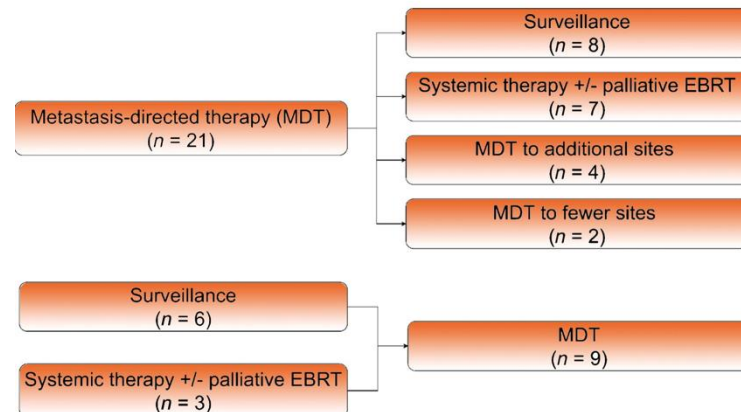 Metastasis-directed therapy (MDT)
(n = 21)
Surveillance
(n = 8)
Systemic therapy +/- palliative EBRT
(n = 7)
MDT to additional sites
(n = 4)
MDT to fewer sites
(n = 2)
Surveillance
(n = 6)
Systemic therapy +/- palliative EBRT
(n = 3)
MDT
(n = 9)